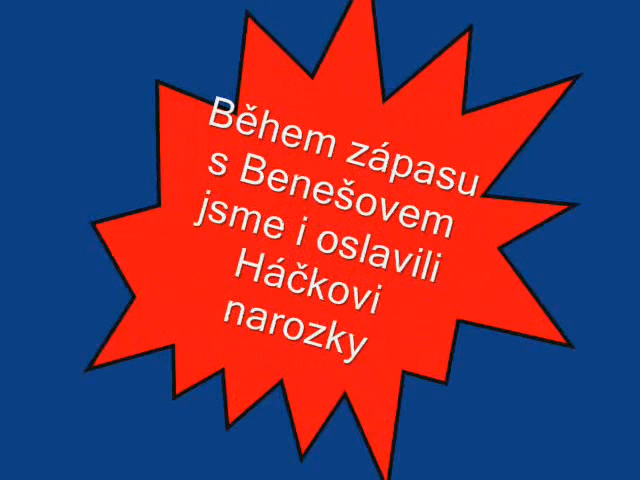 Během zápasu
s Benešovem
jsme i oslavili
Háčkovi
narozky